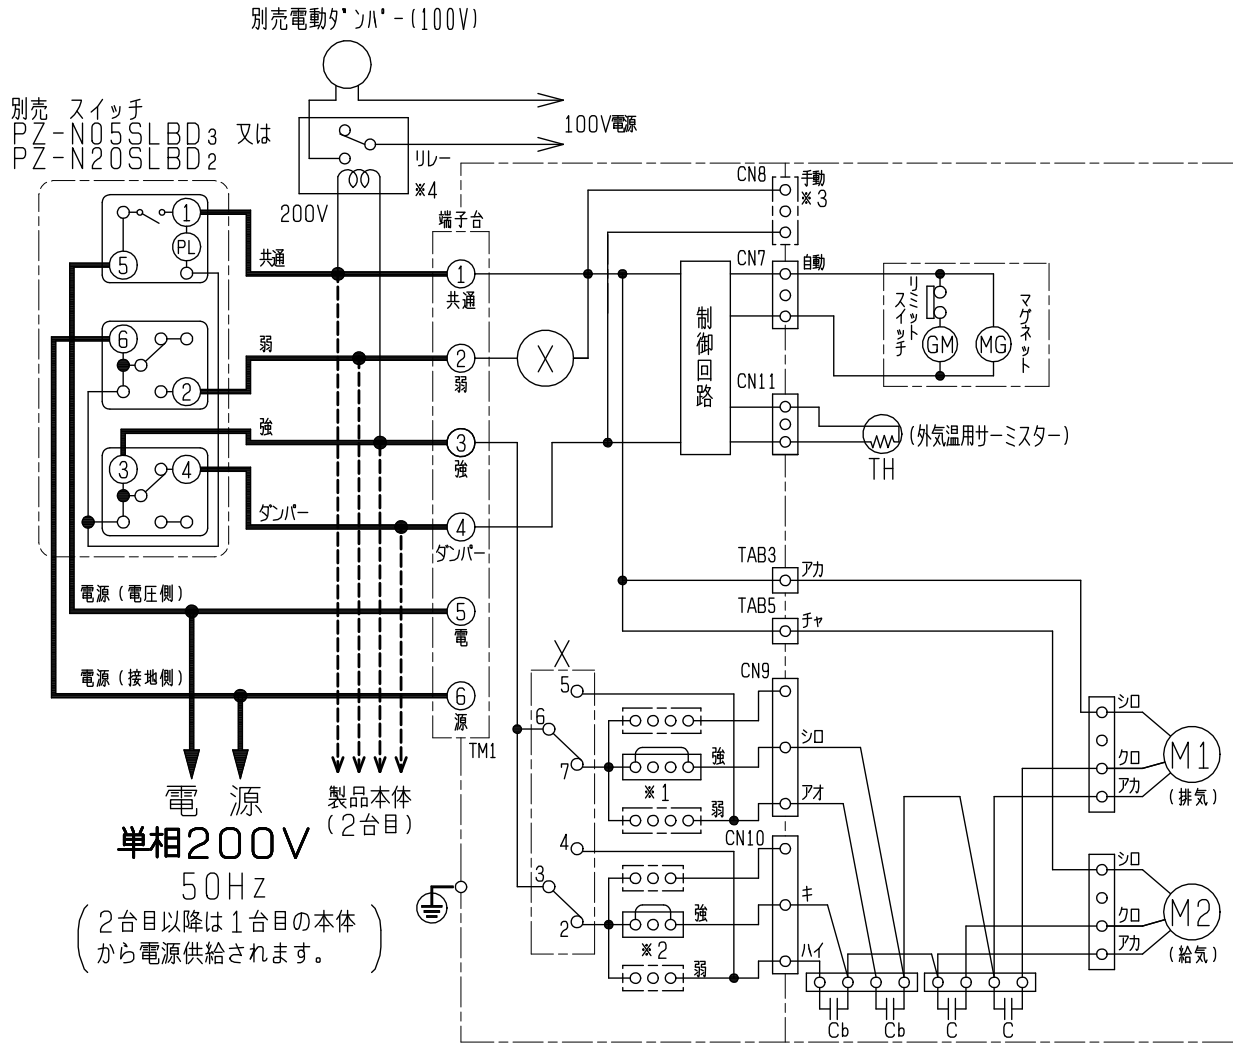 別売電動ダンパー(100V)
別売 スイッチ
PZ-N05SLBD3 又は
PZ-N20SLBD2
100V電源
リレー
※4
200V
1
PL
5
6
2
3
4
共通
弱
強
ダンパー
電源(電圧側)
電源(接地側)
端子台
1
共通
2
弱
3
強
4
ダンパー
5
電
6
源
TM1
X
制御回路
CN8
手動
※3
CN7
自動
リミット
スイッチ
マグネット
GM
MG
CN11
TH
(外気温用サーミスター)
TAB3
アカ
TAB5
チャ
X
5
6
7
4
3
2
CN9
強
※1
弱
シロ
アオ
CN10
強
※2
弱
キ
ハイ
Cb
Cb
C
C
シロ
クロ
アカ
M1
(排気)
シロ
クロ
アカ
M2
(給気)
電 源
単相200V
50Hz
(2台目以降は1台目の本体
から電源供給されます。)
製品本体
(2台目)